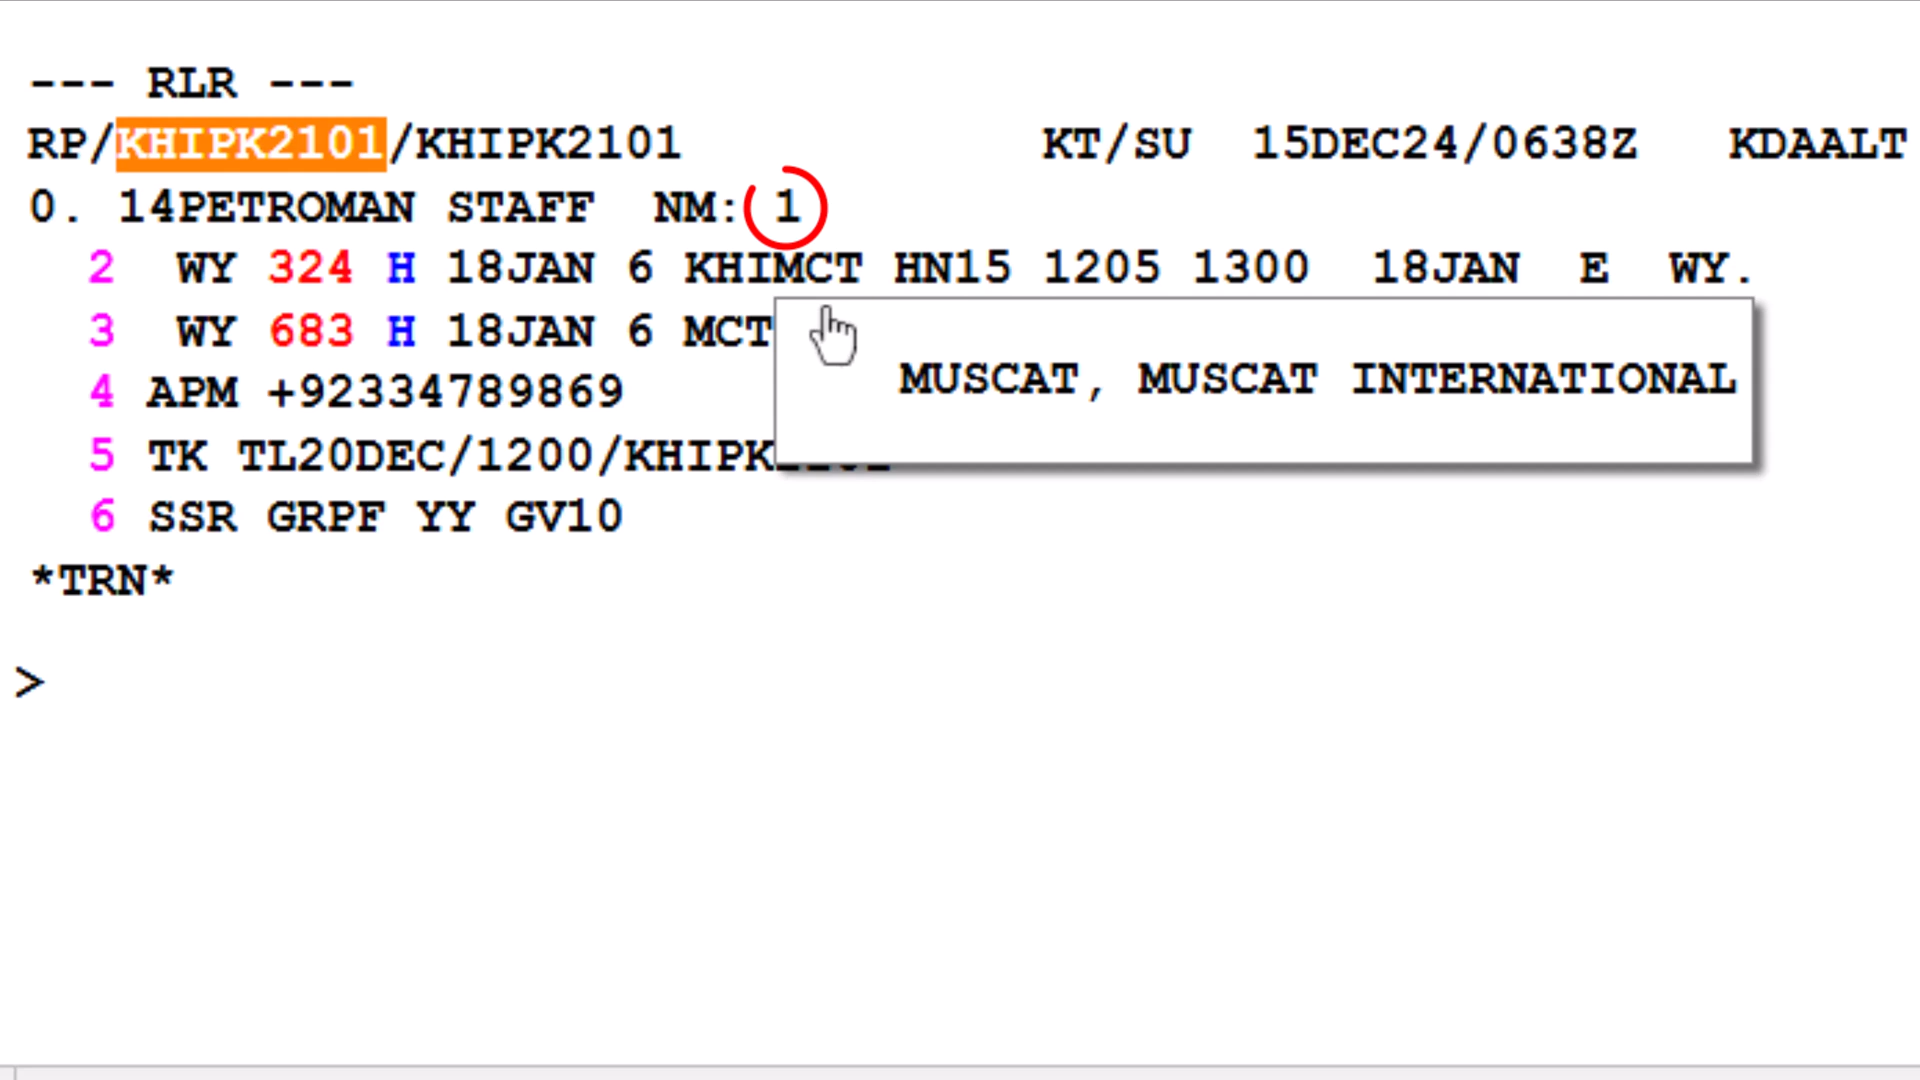 --- RLR ---
RP/KHIPK2101/KHIPK2101 KT/SU 15DEC24/0638Z KDAALT
0. 14PETROMAN STAFF NM: 1
2 WY 324 H 18JAN 6 KHIMCT HN15 1205 1300 18JAN E WY.
3 WY 683 H 18JAN 6 MCT
MUSCAT, MUSCAT INTERNATIONAL
4 APM +92334789869
5 TK TL20DEC/1200/KHIPK
6 SSR GRPF YY GV10
*TRN*
>